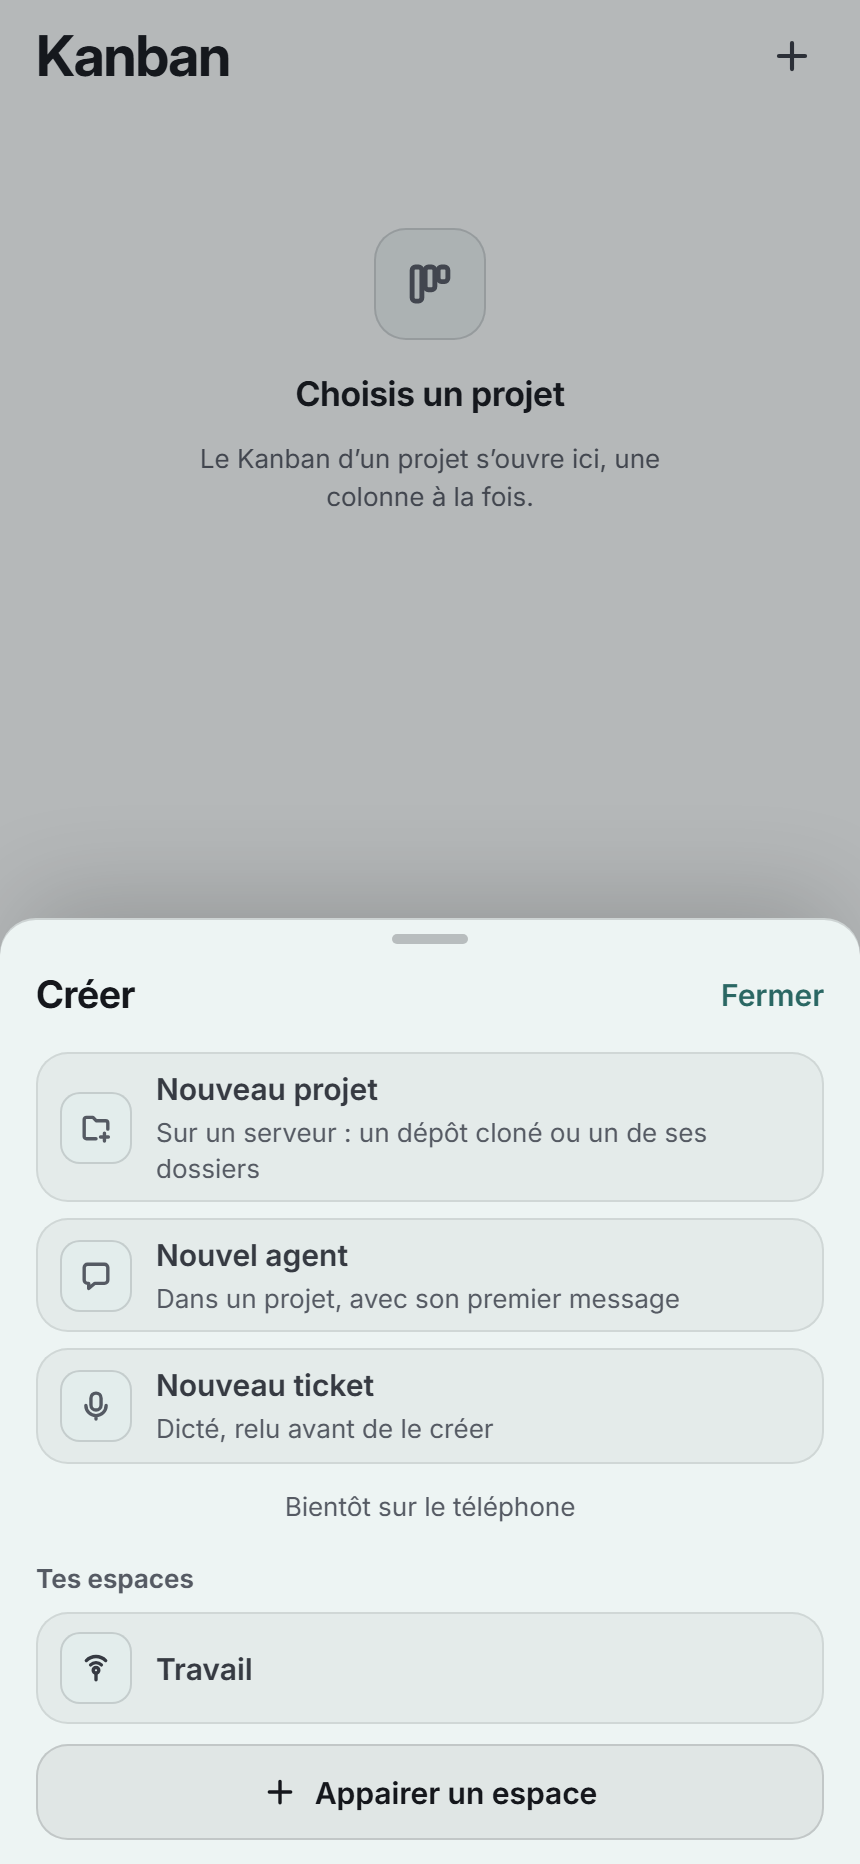 Kanban
Choisis un projet
Le Kanban d’un projet s’ouvre ici, une
colonne à la fois.
Créer
Fermer
Nouveau projet
Sur un serveur : un dépôt cloné ou un de ses
dossiers
Nouvel agent
Dans un projet, avec son premier message
Nouveau ticket
Dicté, relu avant de le créer
Bientôt sur le téléphone
Tes espaces
Travail
Appairer un espace